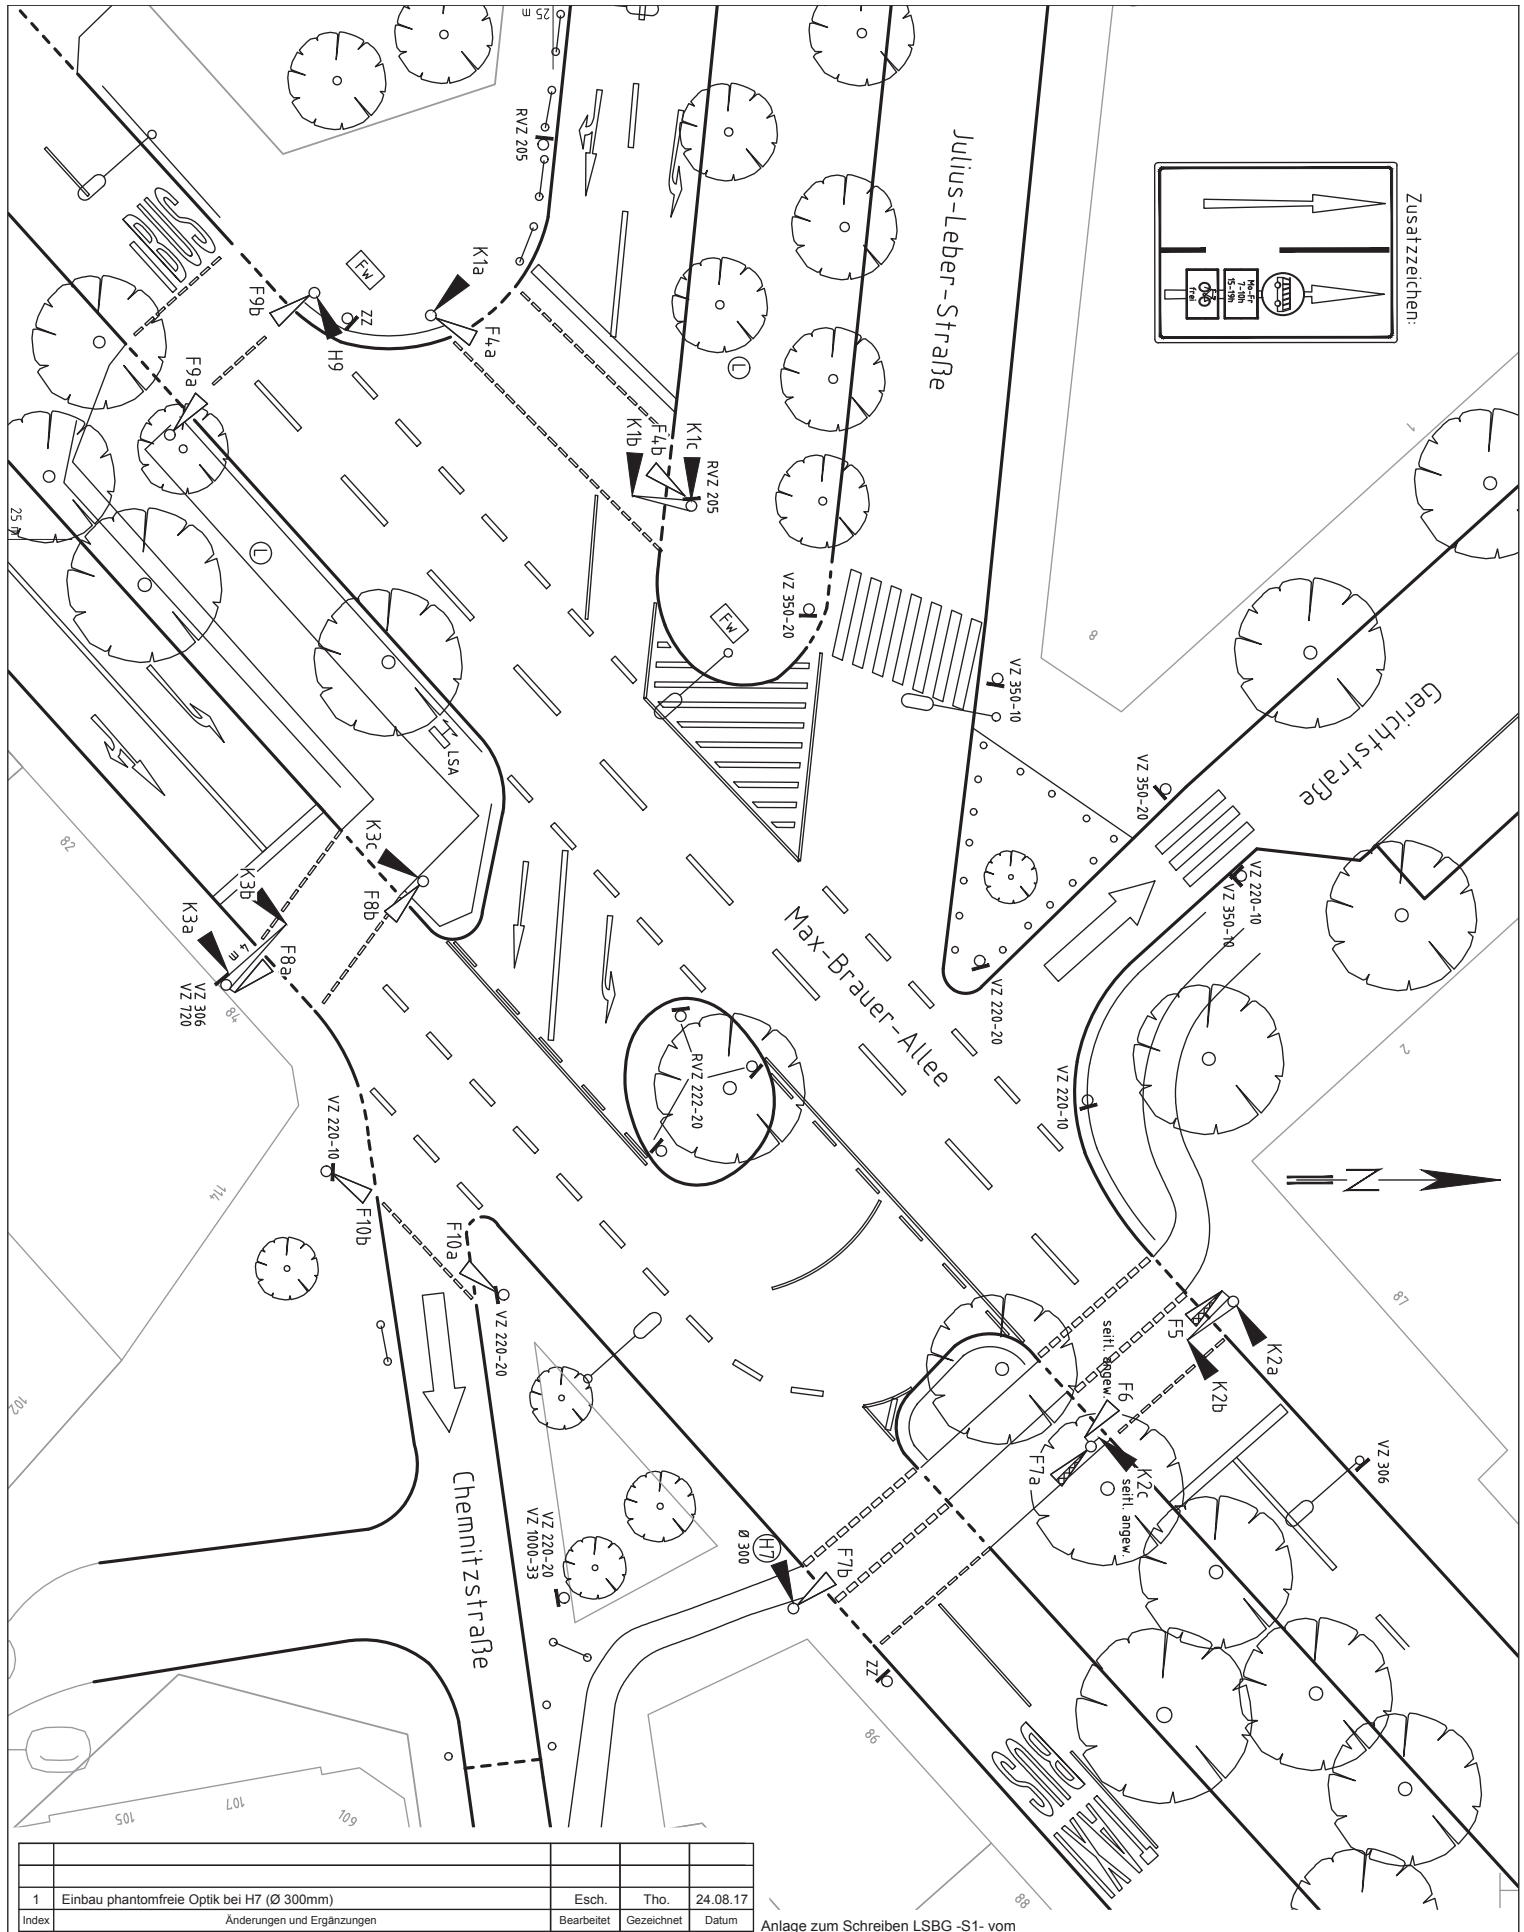 25 m
RVZ 205
Julius-Leber-Straße
Zusatzzeichen:
Mo-Fr
7-10h
15-19h
frei
BUS
Fw
K1a
F9b
ZZ
H9
F4a
F9a
L
K1b
F4b
K1c
RVZ 205
1
25 m
L
VZ 350-20
Fw
8
VZ 350-10
Gerichtstraße
LSA
VZ 350-20
82
K3c
K3b
F8b
K3a
4 m
F8a
VZ 306
VZ 720
84
Max-Brauer-Allee
VZ 220-10
VZ 350-10
VZ 220-20
2
RVZ 222-20
VZ 220-10
VZ 220-10
114
F10b
F10a
VZ 220-20
N
87
F5
K2a
K2b
seitl. angew.
F6
F7a
K2c
seitl. angew.
VZ 306
102
Chemnitzstraße
VZ 220-20
VZ 1000-33
H7
Ø 300
F7b
ZZ
86
BUS
TAXI
88
105
107
109
1 Einbau phantomfreie Optik bei H7 (Ø 300mm) Esch. Tho. 24.08.17
Index Änderungen und Ergänzungen Bearbeitet Gezeichnet Datum
Anlage zum Schreiben LSBG -S1- vom